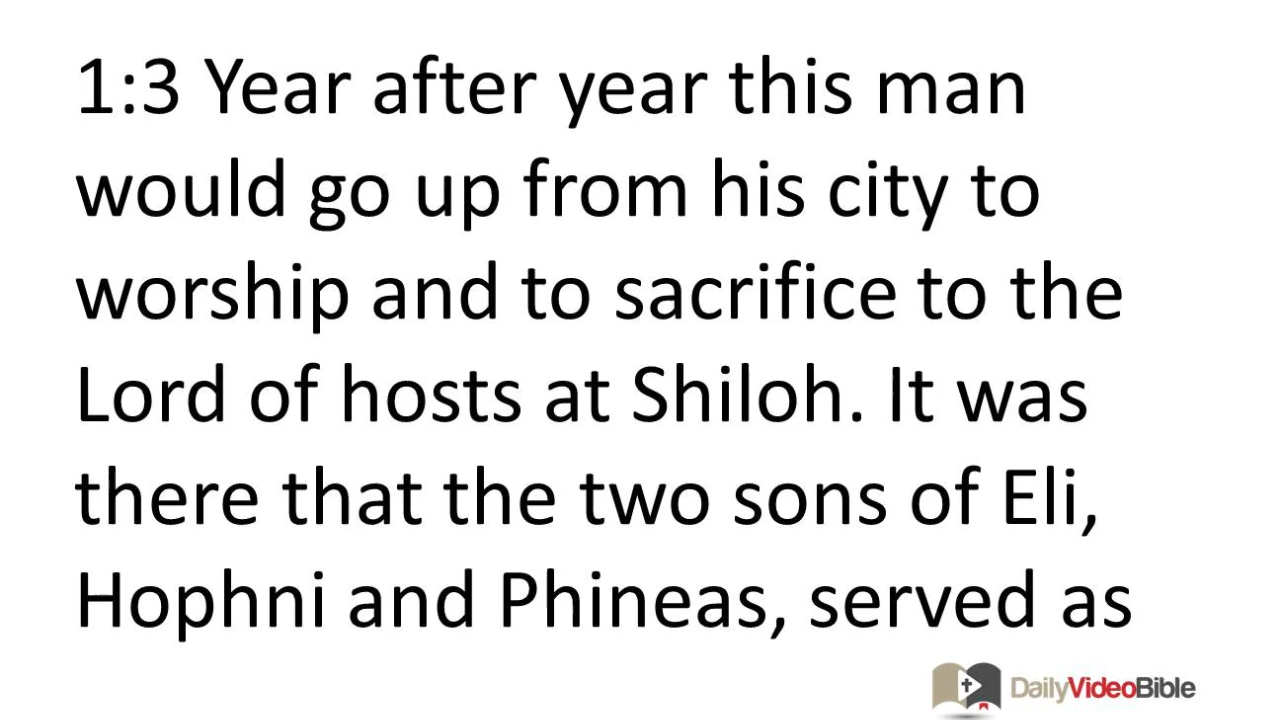 1:3 Year after year this man
would go up from his city to
worship and to sacrifice to the
Lord of hosts at Shiloh. It was
there that the two sons of Eli,
Hophni and Phineas, served as
DailyVideoBible